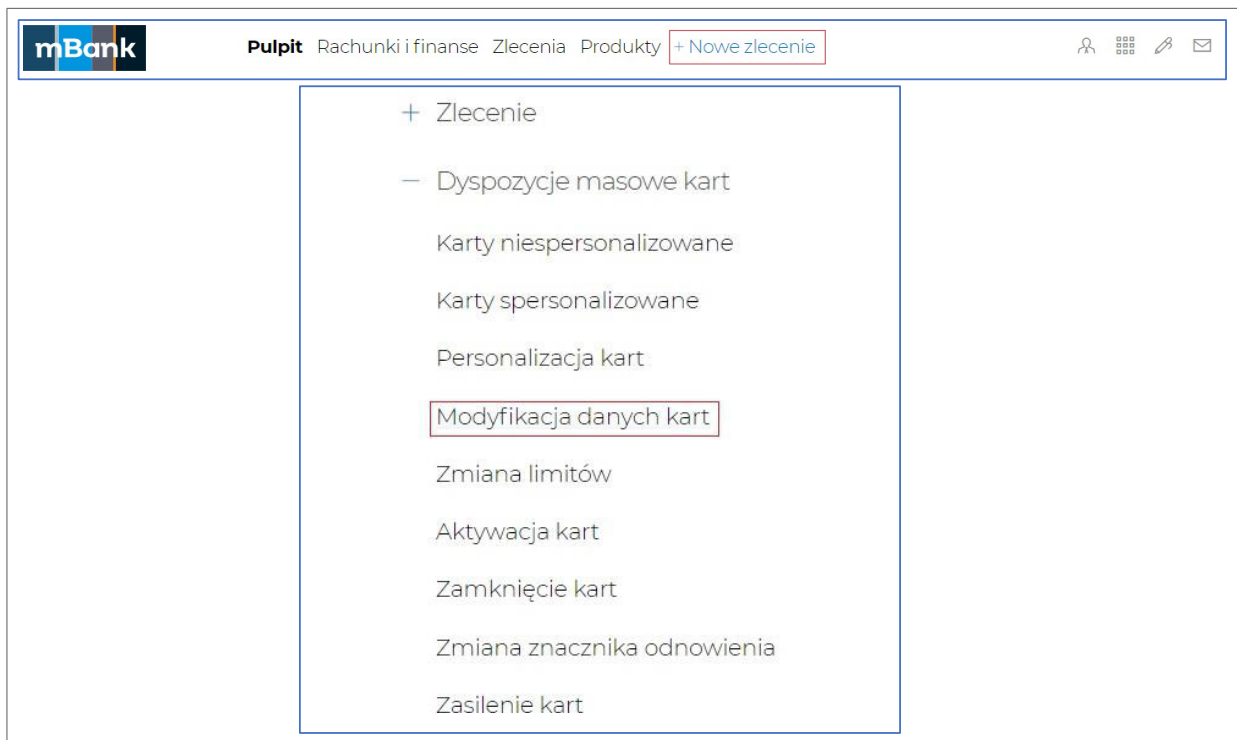 mBank Pulpit Rachunki i finanse Zlecenia Produkty + Nowe zlecenie
+ Zlecenie
− Dyspozycje masowe kart
Karty niespersonalizowane
Karty spersonalizowane
Personalizacja kart
Modyfikacja danych kart
Zmiana limitów
Aktywacja kart
Zamknięcie kart
Zmiana znacznika odnowienia
Zasilenie kart